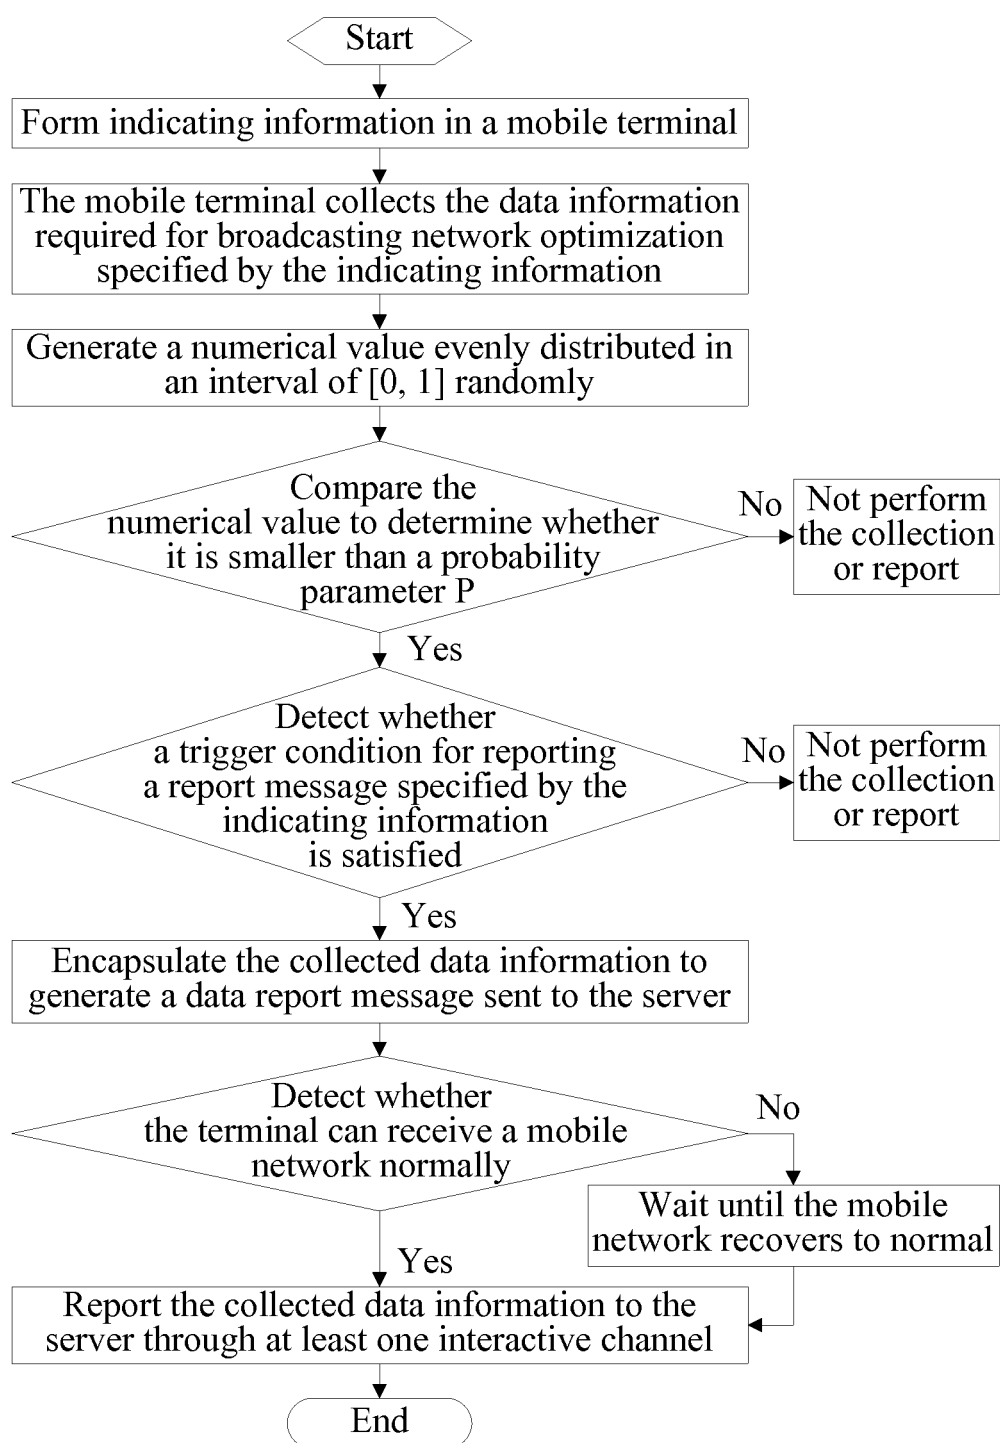 Start
Form indicating information in a mobile terminal
The mobile terminal collects the data information
required for broadcasting network optimization
specified by the indicating information
Generate a numerical value evenly distributed in
an interval of [0, 1] randomly
Compare the
numerical value to determine whether
it is smaller than a probability
parameter P
No
Not perform
the collection
or report
Yes
Detect whether
a trigger condition for reporting
a report message specified by the
indicating information
is satisfied
No
Not perform
the collection
or report
Yes
Encapsulate the collected data information to
generate a data report message sent to the server
Detect whether
the terminal can receive a mobile
network normally
No
Wait until the mobile
network recovers to normal
Yes
Report the collected data information to the
server through at least one interactive channel
End